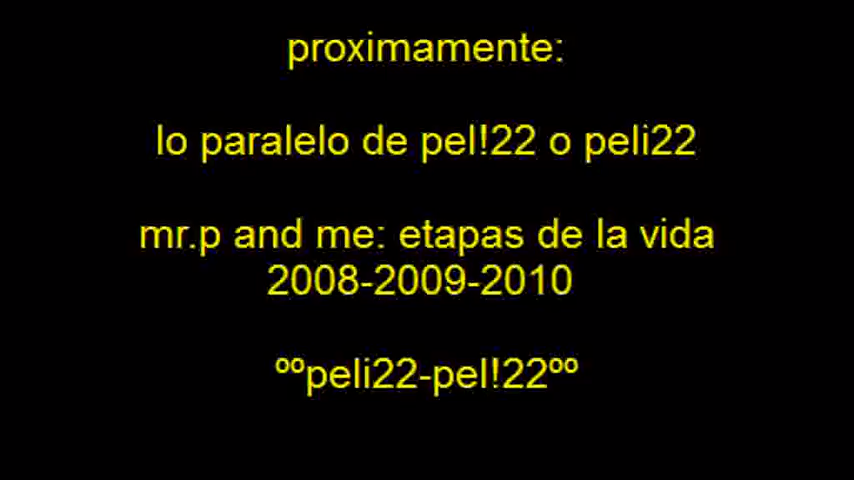 proximamente:
lo paralelo de pel!22 o peli22
mr.p and me: etapas de la vida
2008-2009-2010
ººpeli22-pel!22ºº